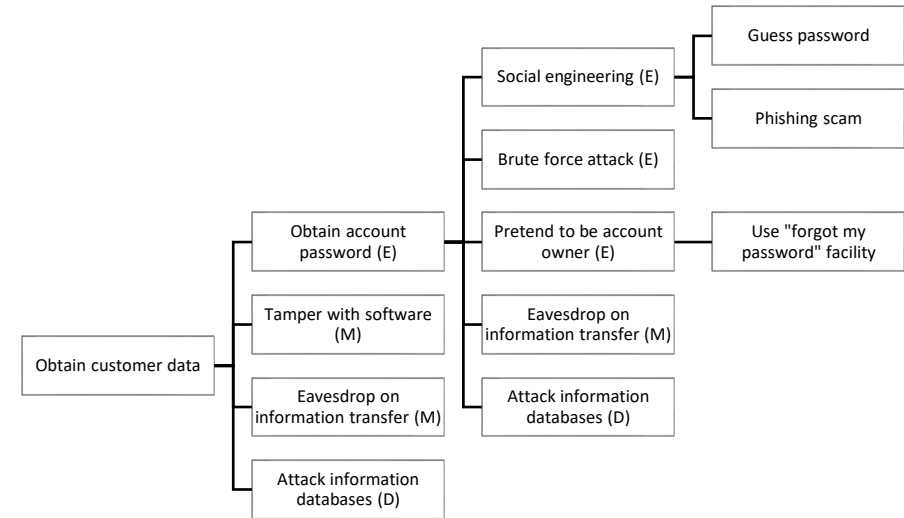 Obtain customer data
Obtain account
password (E)
Tamper with software
(M)
Eavesdrop on
information transfer (M)
Attack information
databases (D)
Social engineering (E)
Brute force attack (E)
Pretend to be account
owner (E)
Eavesdrop on
information transfer (M)
Attack information
databases (D)
Guess password
Phishing scam
Use "forgot my
password" facility